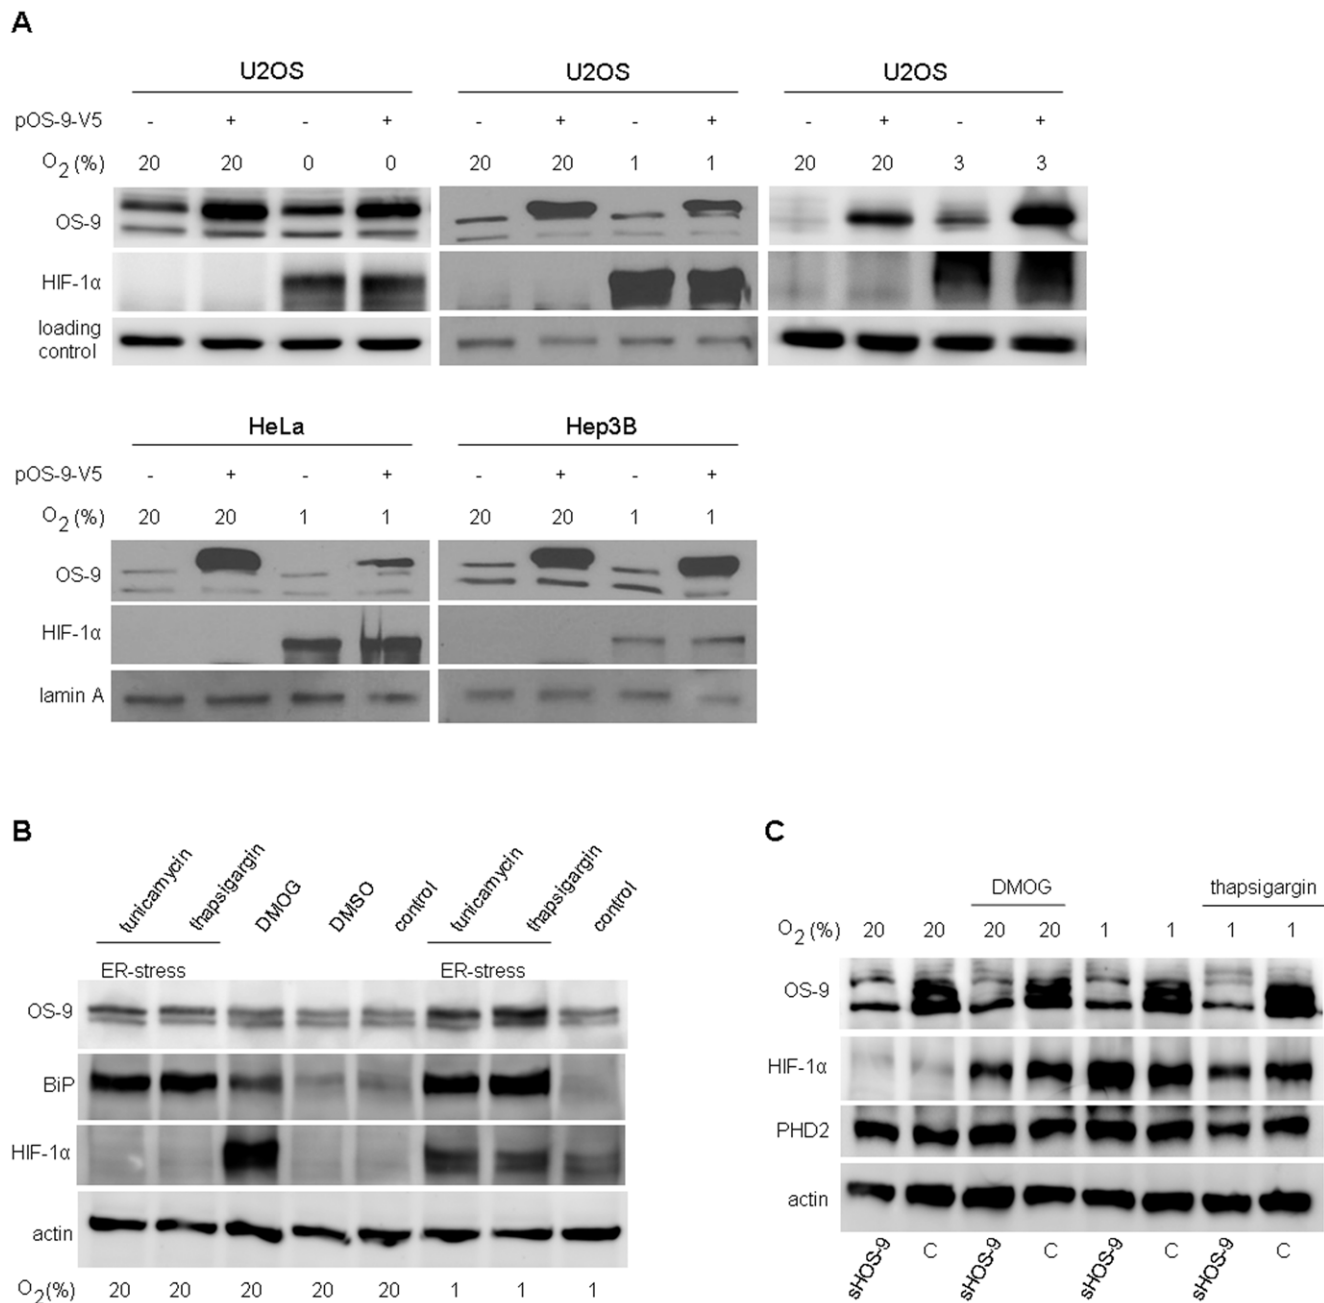 A
U2OS U2OS U2OS
pOS-9-V5 - + - + - + - + - + - +
O2 (%) 20 20 0 0 20 20 1 1 20 20 3 3
OS-9
HIF-1α
loading
control
HeLa Hep3B
pOS-9-V5 - + - + - + - +
O2 (%) 20 20 1 1 20 20 1 1
OS-9
HIF-1α
lamin A
B
tunicamycin thapsigargin DMOG DMSO control tunicamycin thapsigargin control
ER-stress ER-stress
OS-9
BiP
HIF-1α
actin
O2(%) 20 20 20 20 20 1 1 1
C
DMOG thapsigargin
O2(%) 20 20 20 20 1 1 1 1
OS-9
HIF-1α
PHD2
actin
sHOS-9 C sHOS-9 C sHOS-9 C sHOS-9 C